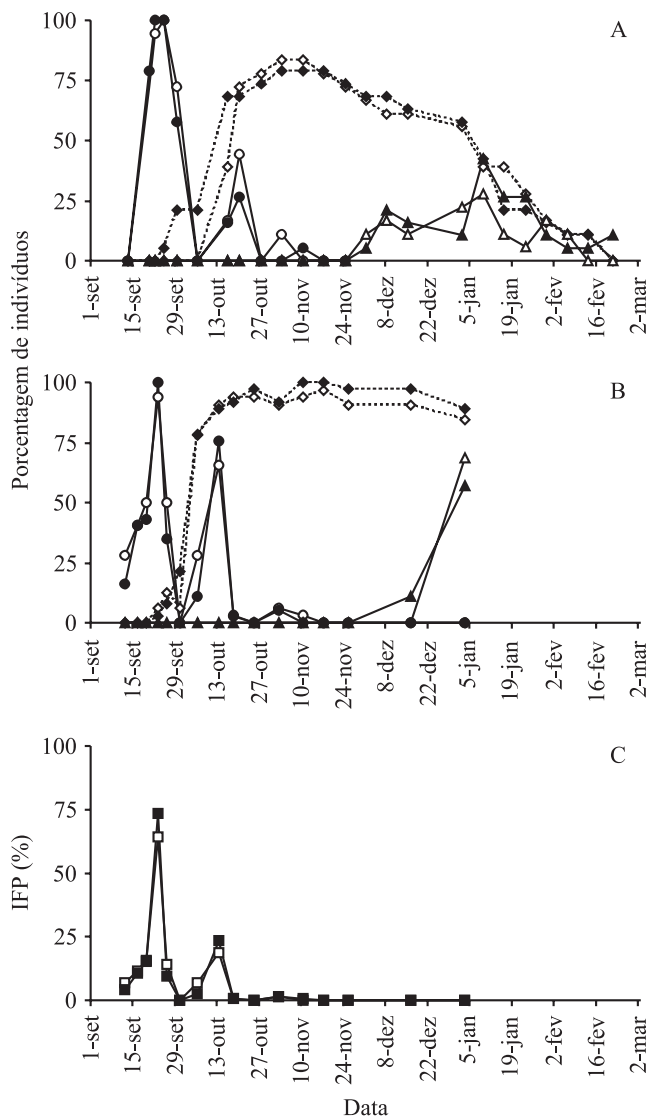 A
100
75
50
25
0
1-set
15-set
29-set
13-out
27-out
10-nov
24-nov
8-dez
22-dez
5-jan
19-jan
2-fev
16-fev
2-mar
Porcentagem de indivíduos
B
100
75
50
25
0
1-set
15-set
29-set
13-out
27-out
10-nov
24-nov
8-dez
22-dez
5-jan
19-jan
2-fev
16-fev
2-mar
C
100
75
50
25
0
IFP (%)
1-set
15-set
29-set
13-out
27-out
10-nov
24-nov
8-dez
22-dez
5-jan
19-jan
2-fev
16-fev
2-mar
Data